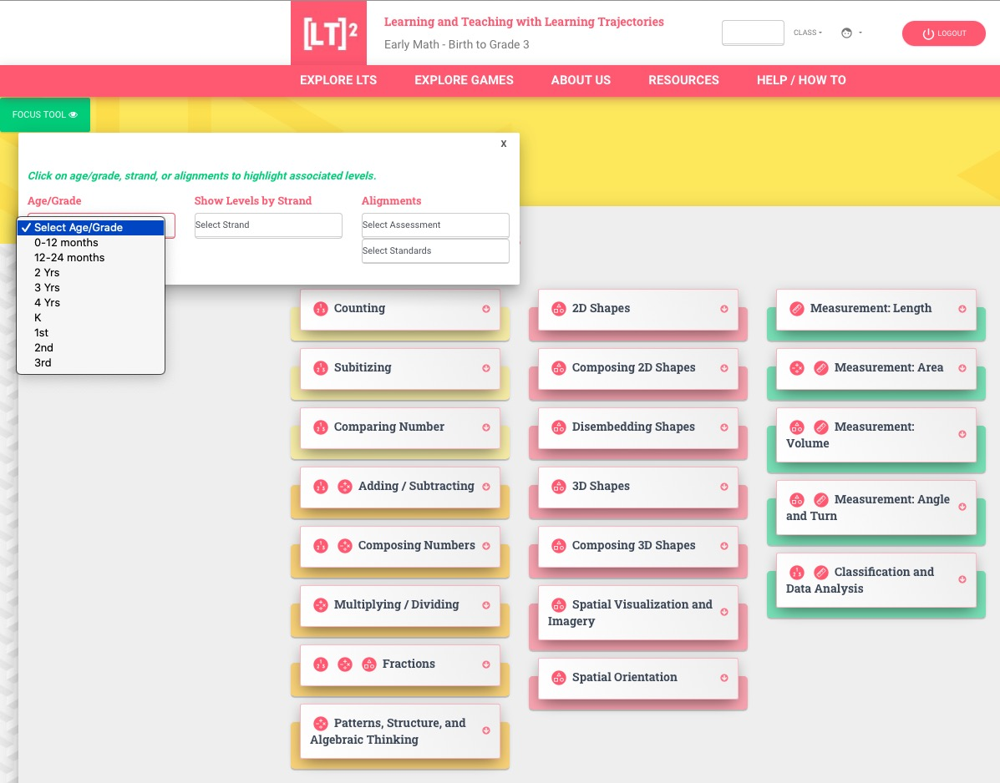 [LT]²
Learning and Teaching with Learning Trajectories
Early Math - Birth to Grade 3
CLASS
LOGOUT
EXPLORE LTS
EXPLORE GAMES
ABOUT US
RESOURCES
HELP / HOW TO
FOCUS TOOL
X
Click on age/grade, strand, or alignments to highlight associated levels.
Age/Grade
✓ Select Age/Grade
0-12 months
12-24 months
2 Yrs
3 Yrs
4 Yrs
K
1st
2nd
3rd
Show Levels by Strand
Select Strand
Alignments
Select Assessment
Select Standards
Counting
Subitizing
Comparing Number
Adding / Subtracting
Composing Numbers
Multiplying / Dividing
Fractions
Patterns, Structure, and
Algebraic Thinking
2D Shapes
Composing 2D Shapes
Disembedding Shapes
3D Shapes
Composing 3D Shapes
Spatial Visualization and
Imagery
Spatial Orientation
Measurement: Length
Measurement: Area
Measurement:
Volume
Measurement: Angle
and Turn
Classification and
Data Analysis